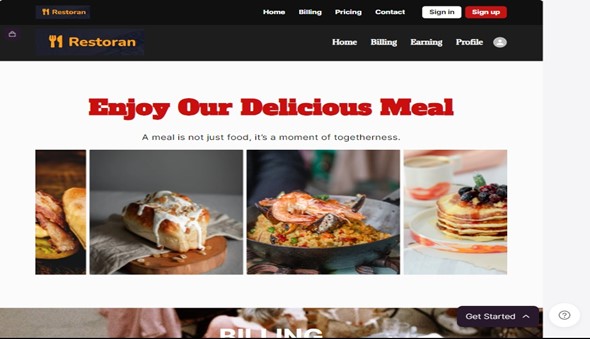 Restoran
Home Billing Pricing Contact Sign in Sign up
Restoran
Home Billing Earning Profile
Enjoy Our Delicious Meal
A meal is not just food, it's a moment of togetherness.
Get Started
BILLING